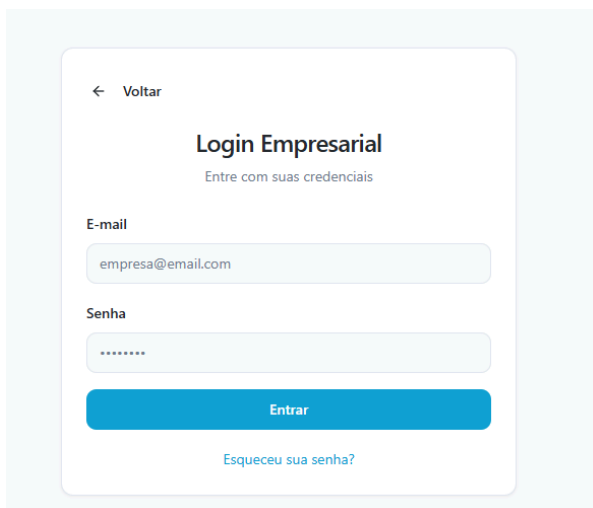 ← Voltar
Login Empresarial
Entre com suas credenciais
E-mail
empresa@email.com
Senha
••••••••
Entrar
Esqueceu sua senha?